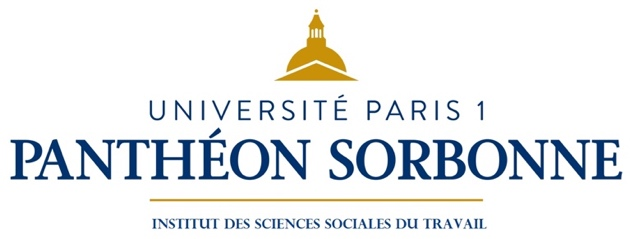 UNIVERSITÉ PARIS 1
PANTHÉON SORBONNE
INSTITUT DES SCIENCES SOCIALES DU TRAVAIL